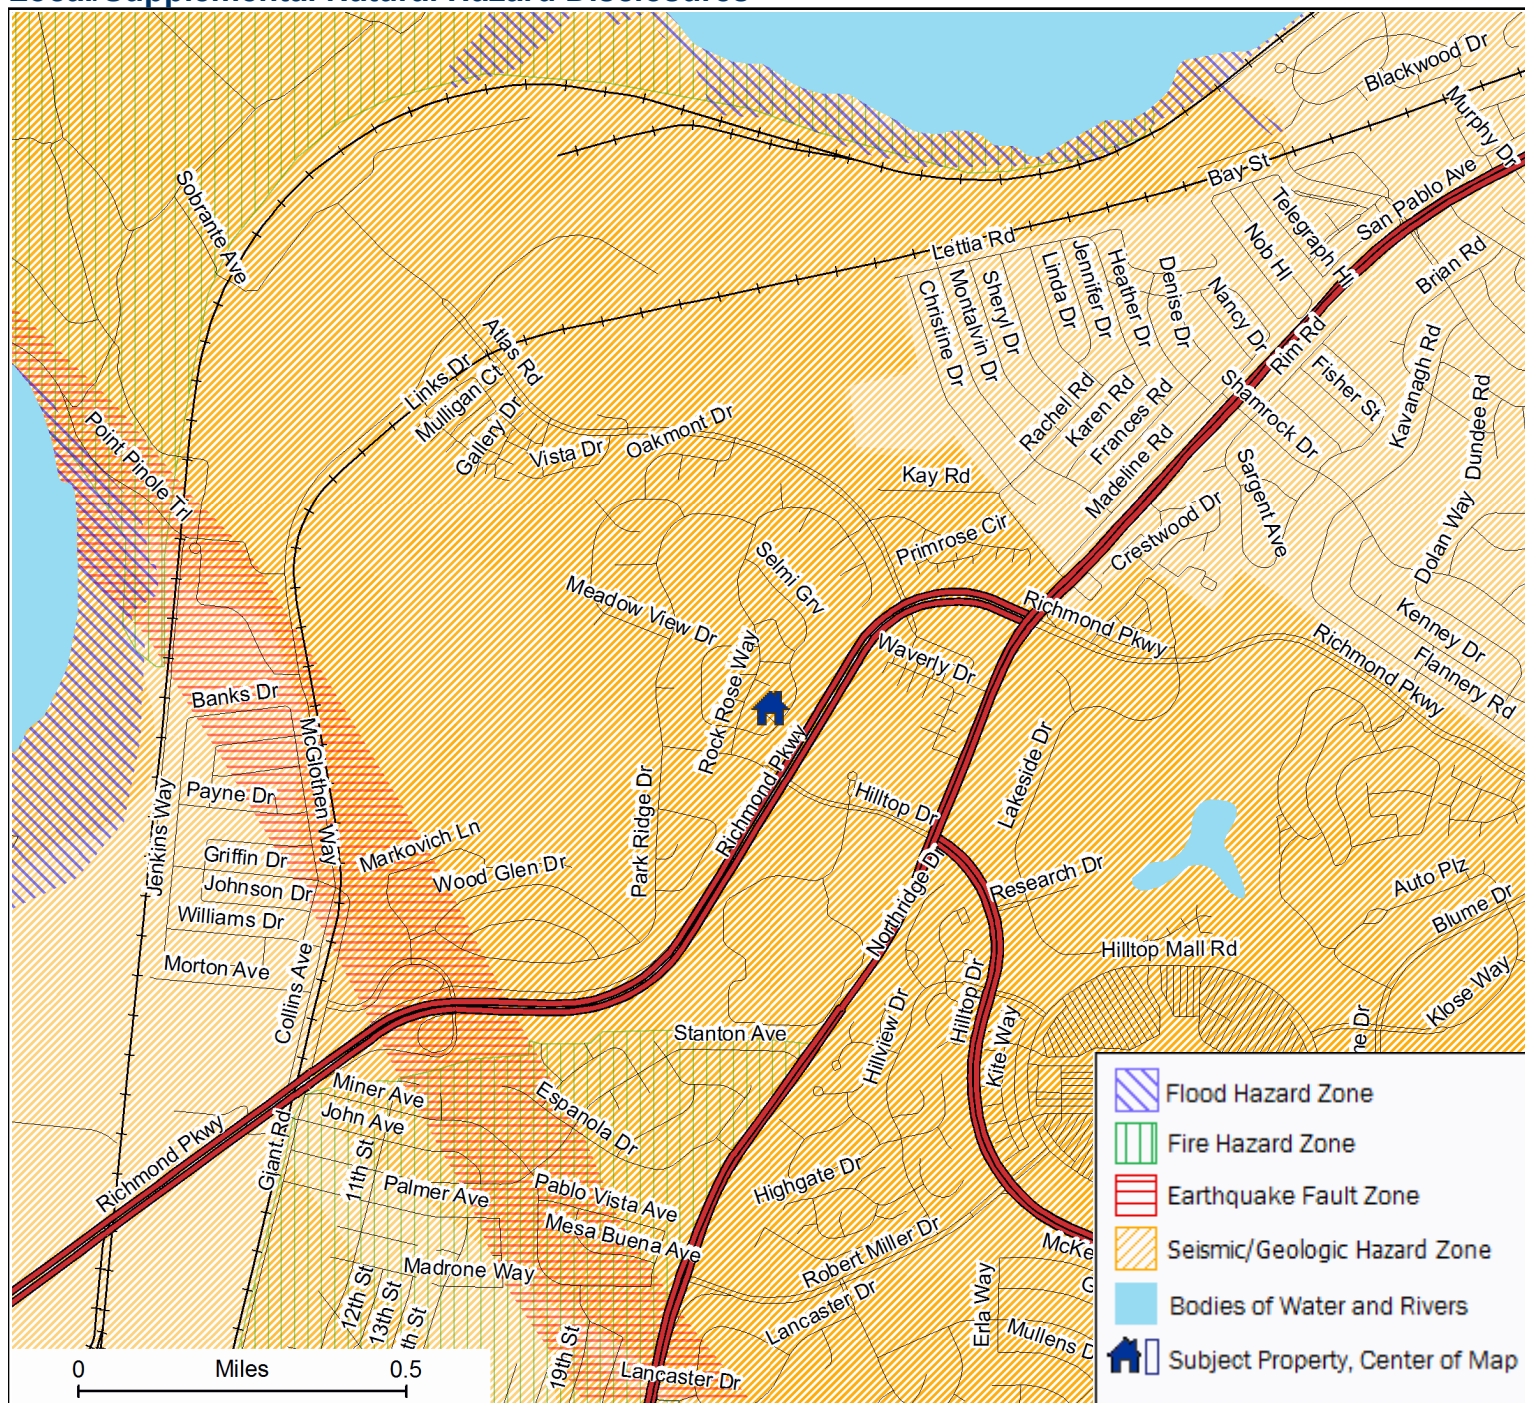 Local/Supplemental Natural Hazard Disclosures
Blackwood Dr
Murphy Dr
Bay St
San Pablo Ave
Sobrante Ave
Telegraph Hl
Nob Hl
Lettia Rd
Brian Rd
Jennifer Dr
Linda Dr
Heather Dr
Denise Dr
Sheryl Dr
Montalvin Dr
Christine Dr
Nancy Dr
Rim Rd
Atlas Rd
Links Dr
Mulligan Ct
Gallery Dr
Fisher St
Kavanagh Rd
Shamrock Dr
Dundee Rd
Rachel Rd
Karen Rd
Frances Rd
Madeline Rd
Point Pinole Trl
Vista Dr
Oakmont Dr
Kay Rd
Sargent Ave
Crestwood Dr
Dolan Way
Primrose Cir
Selmi Grv
Meadow View Dr
Richmond Pkwy
Kenney Dr
Flannery Rd
Richmond Pkwy
Waverly Dr
Rock Rose Way
Banks Dr
McGlothen Way
Richmond Pkwy
Lakeside Dr
Jenkins Way
Payne Dr
Park Ridge Dr
Hilltop Dr
Markovich Ln
Griffin Dr
Wood Glen Dr
Johnson Dr
Williams Dr
Northridge Dr
Research Dr
Auto Plz
Blume Dr
Morton Ave
Collins Ave
Hilltop Mall Rd
Klose Way
Hilltop Dr
Hillview Dr
Kite Way
Stanton Ave
me Dr
Miner Ave
John Ave
Espanola Dr
Giant Rd
Richmond Pkwy
11th St
Palmer Ave
Pablo Vista Ave
Highgate Dr
Mesa Buena Ave
Robert Miller Dr
McKe
Madrone Way
12th St
13th St
th St
Lancaster Dr
Erla Way
G
Mullens D
19th St
Lancaster Dr
Flood Hazard Zone
Fire Hazard Zone
Earthquake Fault Zone
Seismic/Geologic Hazard Zone
Bodies of Water and Rivers
Subject Property, Center of Map
0 Miles 0.5